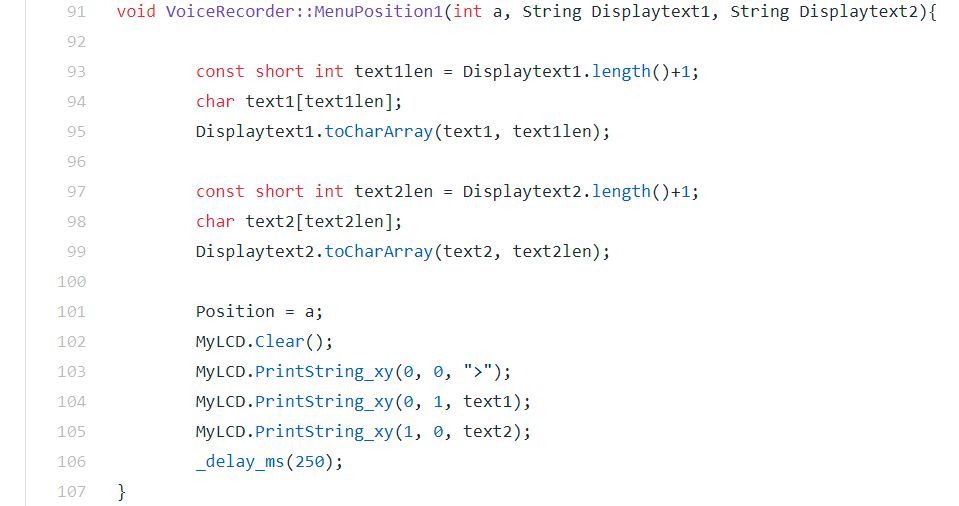 91 void VoiceRecorder::MenuPosition1(int a, String Displaytext1, String Displaytext2){
92
93 const short int text1len = Displaytext1.length()+1;
94 char text1[text1len];
95 Displaytext1.toCharArray(text1, text1len);
96
97 const short int text2len = Displaytext2.length()+1;
98 char text2[text2len];
99 Displaytext2.toCharArray(text2, text2len);
100
101 Position = a;
102 MyLCD.Clear();
103 MyLCD.PrintString_xy(0, 0, ">");
104 MyLCD.PrintString_xy(0, 1, text1);
105 MyLCD.PrintString_xy(1, 0, text2);
106 _delay_ms(250);
107 }